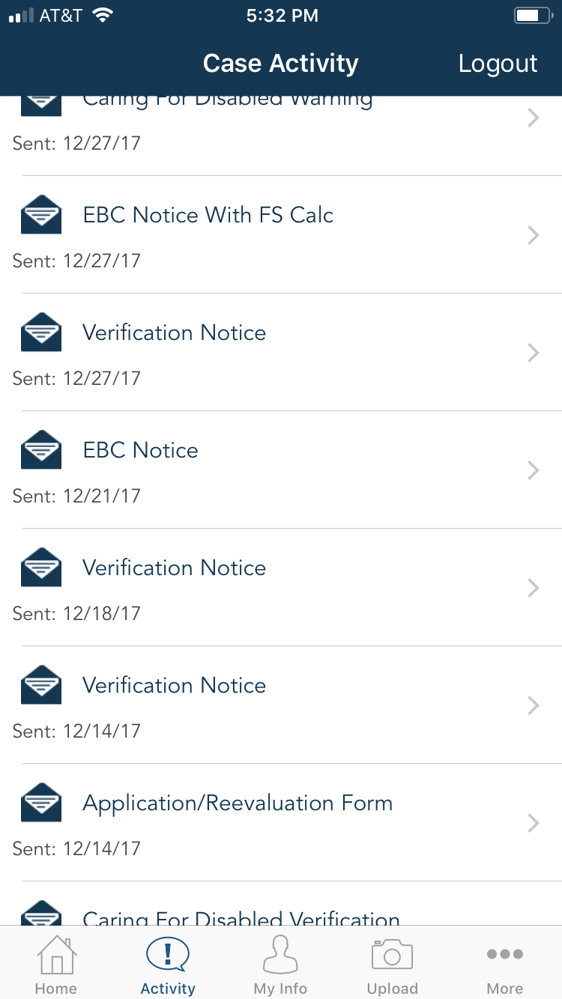 AT&T 5:32 PM
Case Activity Logout
Caring For Disabled Warning
Sent: 12/27/17
EBC Notice With FS Calc
Sent: 12/27/17
Verification Notice
Sent: 12/27/17
EBC Notice
Sent: 12/21/17
Verification Notice
Sent: 12/18/17
Verification Notice
Sent: 12/14/17
Application/Reevaluation Form
Sent: 12/14/17
Caring For Disabled Verification
Home Activity My Info Upload More